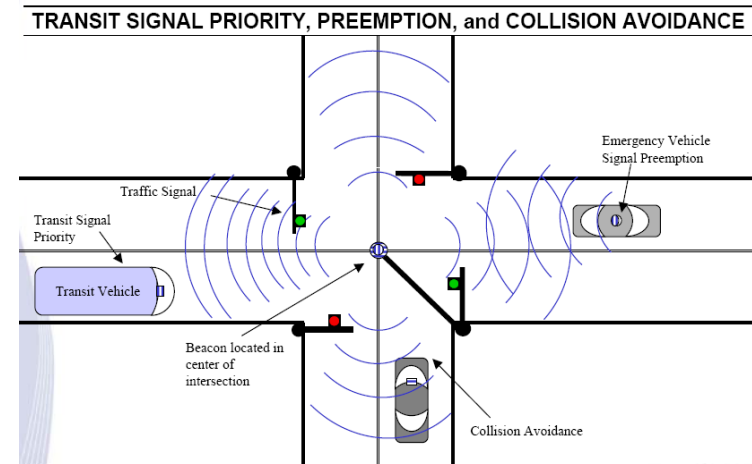 TRANSIT SIGNAL PRIORITY, PREEMPTION, and COLLISION AVOIDANCE
Emergency Vehicle
Signal Preemption
Traffic Signal
Transit Signal
Priority
Transit Vehicle
Beacon located in
center of
intersection
Collision Avoidance